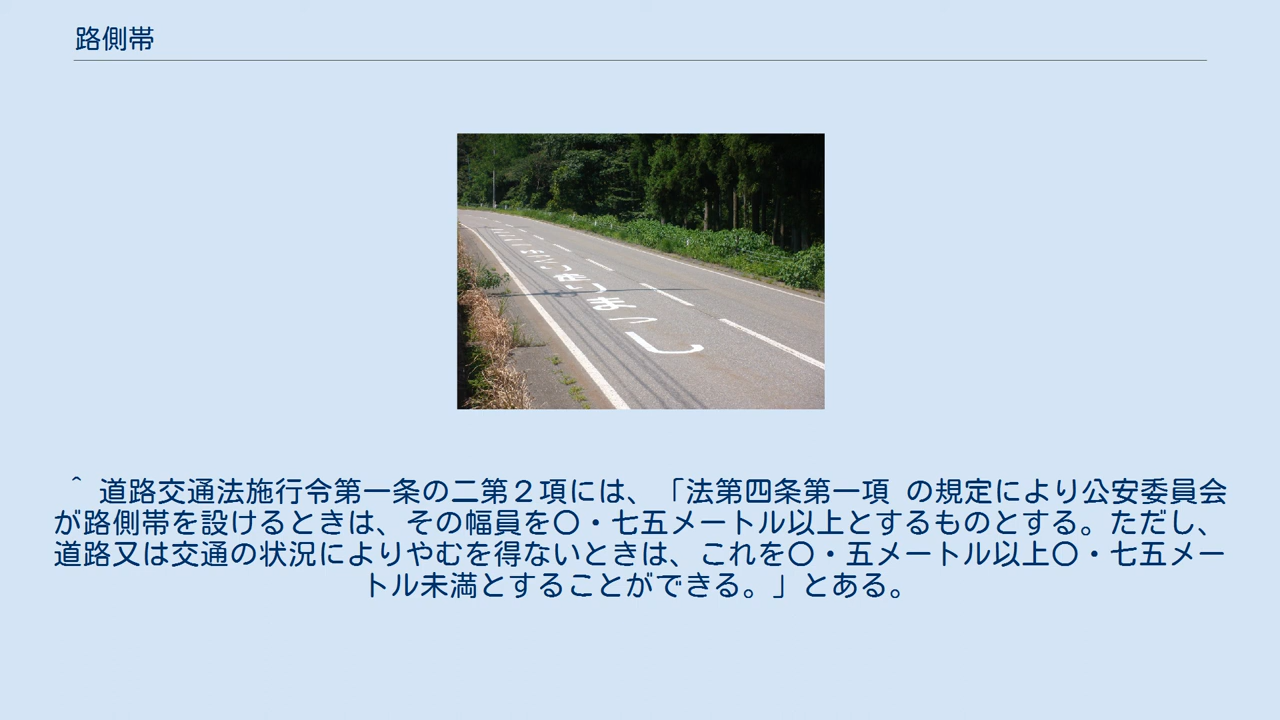 路側帯
＾ 道路交通法施行令第一条の二第２項には、「法第四条第一項 の規定により公安委員会
が路側帯を設けるときは、その幅員を〇・七五メートル以上とするものとする。ただし、
道路又は交通の状況によりやむを得ないときは、これを〇・五メートル以上〇・七五メー
トル未満とすることができる。」とある。